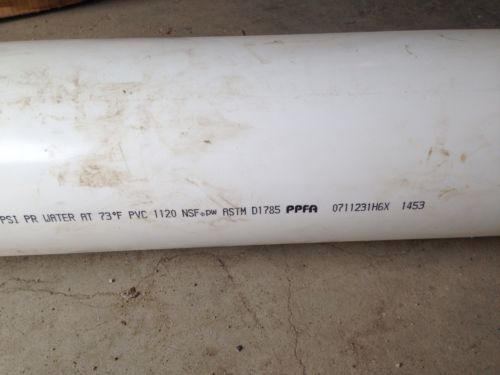 PSI PR WATER AT 73°F PVC 1120 NSF®pw ASTM D1785 PPFA 0711231H6X 1453